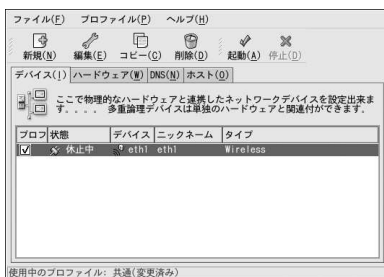 ファイル(F) プロファイル(P) ヘルプ(H)
新規(N) 編集(E) コピー(C) 削除(D) 起動(A) 停止(D)
デバイス(I) ハードウェア(W) DNS(N) ホスト(O)
ここで物理的なハードウェアと連携したネットワークデバイスを設定出来ま
す．．．． 多重論理デバイスは単独のハードウェアと関連付ができます。
プロフ 状態 デバイス ニックネーム タイプ
休止中 eth1 eth1 Wireless
使用中のプロファイル: 共通(変更済み)